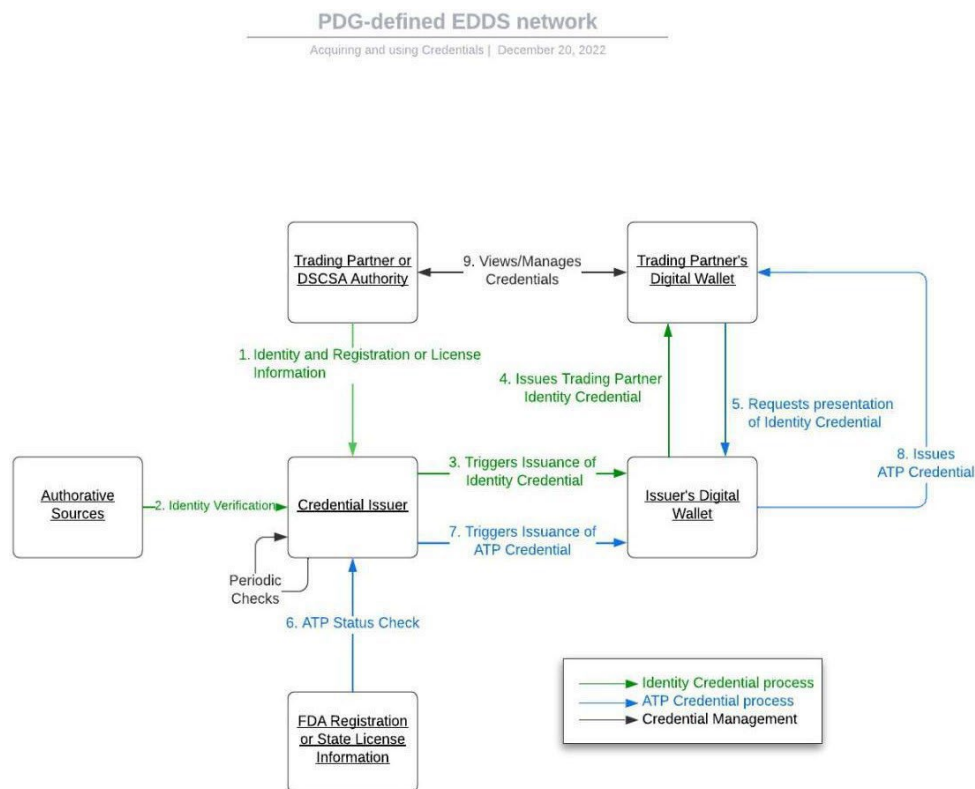 PDG-defined EDDS network
Acquiring and using Credentials | December 20, 2022
Trading Partner or
DSCSA Authority
9. Views/Manages
Credentials
Trading Partner's
Digital Wallet
1. Identity and Registration or License
Information
4. Issues Trading Partner
Identity Credential
5. Requests presentation
of Identity Credential
8. Issues
ATP Credential
Authorative
Sources
2. Identity Verification
Credential Issuer
3. Triggers Issuance of
Identity Credential
Issuer's Digital
Wallet
7. Triggers Issuance of
ATP Credential
Periodic
Checks
6. ATP Status Check
FDA Registration
or State License
Information
Identity Credential process
ATP Credential process
Credential Management